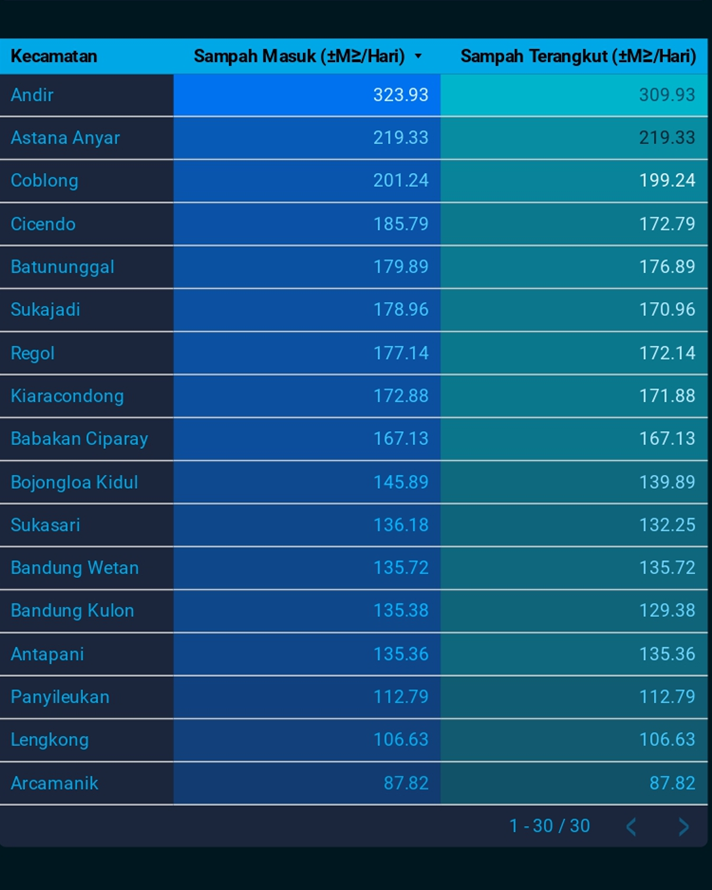 Kecamatan Sampah Masuk (±M≥/Hari) Sampah Terangkut (±M≥/Hari)
Andir 323.93 309.93
Astana Anyar 219.33 219.33
Coblong 201.24 199.24
Cicendo 185.79 172.79
Batununggal 179.89 176.89
Sukajadi 178.96 170.96
Regol 177.14 172.14
Kiaracondong 172.88 171.88
Babakan Ciparay 167.13 167.13
Bojongloa Kidul 145.89 139.89
Sukasari 136.18 132.25
Bandung Wetan 135.72 135.72
Bandung Kulon 135.38 129.38
Antapani 135.36 135.36
Panyileukan 112.79 112.79
Lengkong 106.63 106.63
Arcamanik 87.82 87.82
1 - 30 / 30